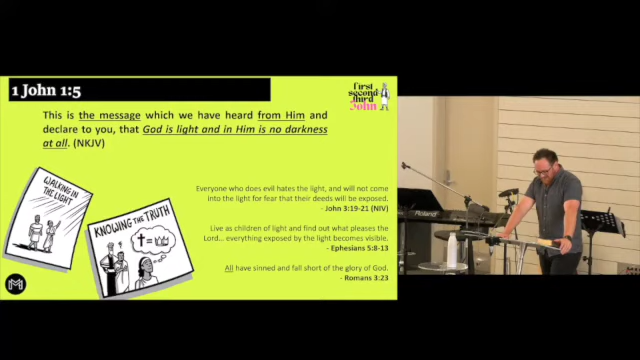 1 John 1:5
first
second
third
John
This is the message which we have heard from Him and
declare to you, that God is light and in Him is no darkness
at all. (NKJV)
WALKING IN
THE LIGHT
KNOWING THE TRUTH
Everyone who does evil hates the light, and will not come
into the light for fear that their deeds will be exposed.
- John 3:19-21 (NIV)
Live as children of light and find out what pleases the
Lord... everything exposed by the light becomes visible.
- Ephesians 5:8-13
All have sinned and fall short of the glory of God.
- Romans 3:23
Roland
M